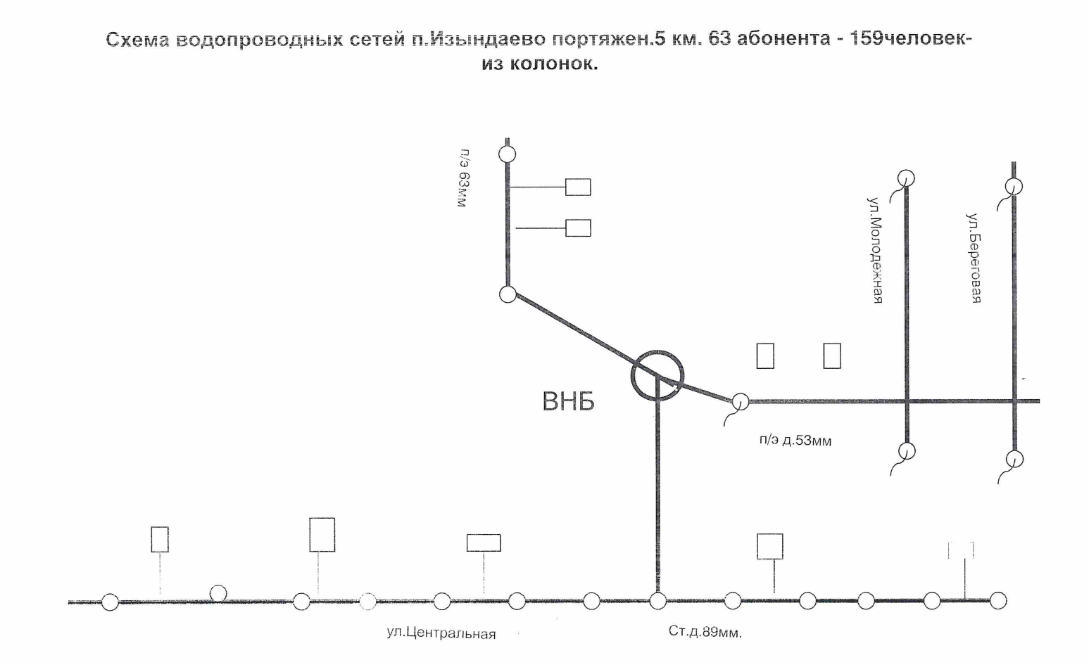 Схема водопроводных сетей п.Изындаево портяжен.5 км. 63 абонента - 159человек-
из колонок.
п/э 63мм
ул.Молодежная
ул.Береговая
ВНБ
п/э д.53мм
ул.Центральная
Ст.д.89мм.